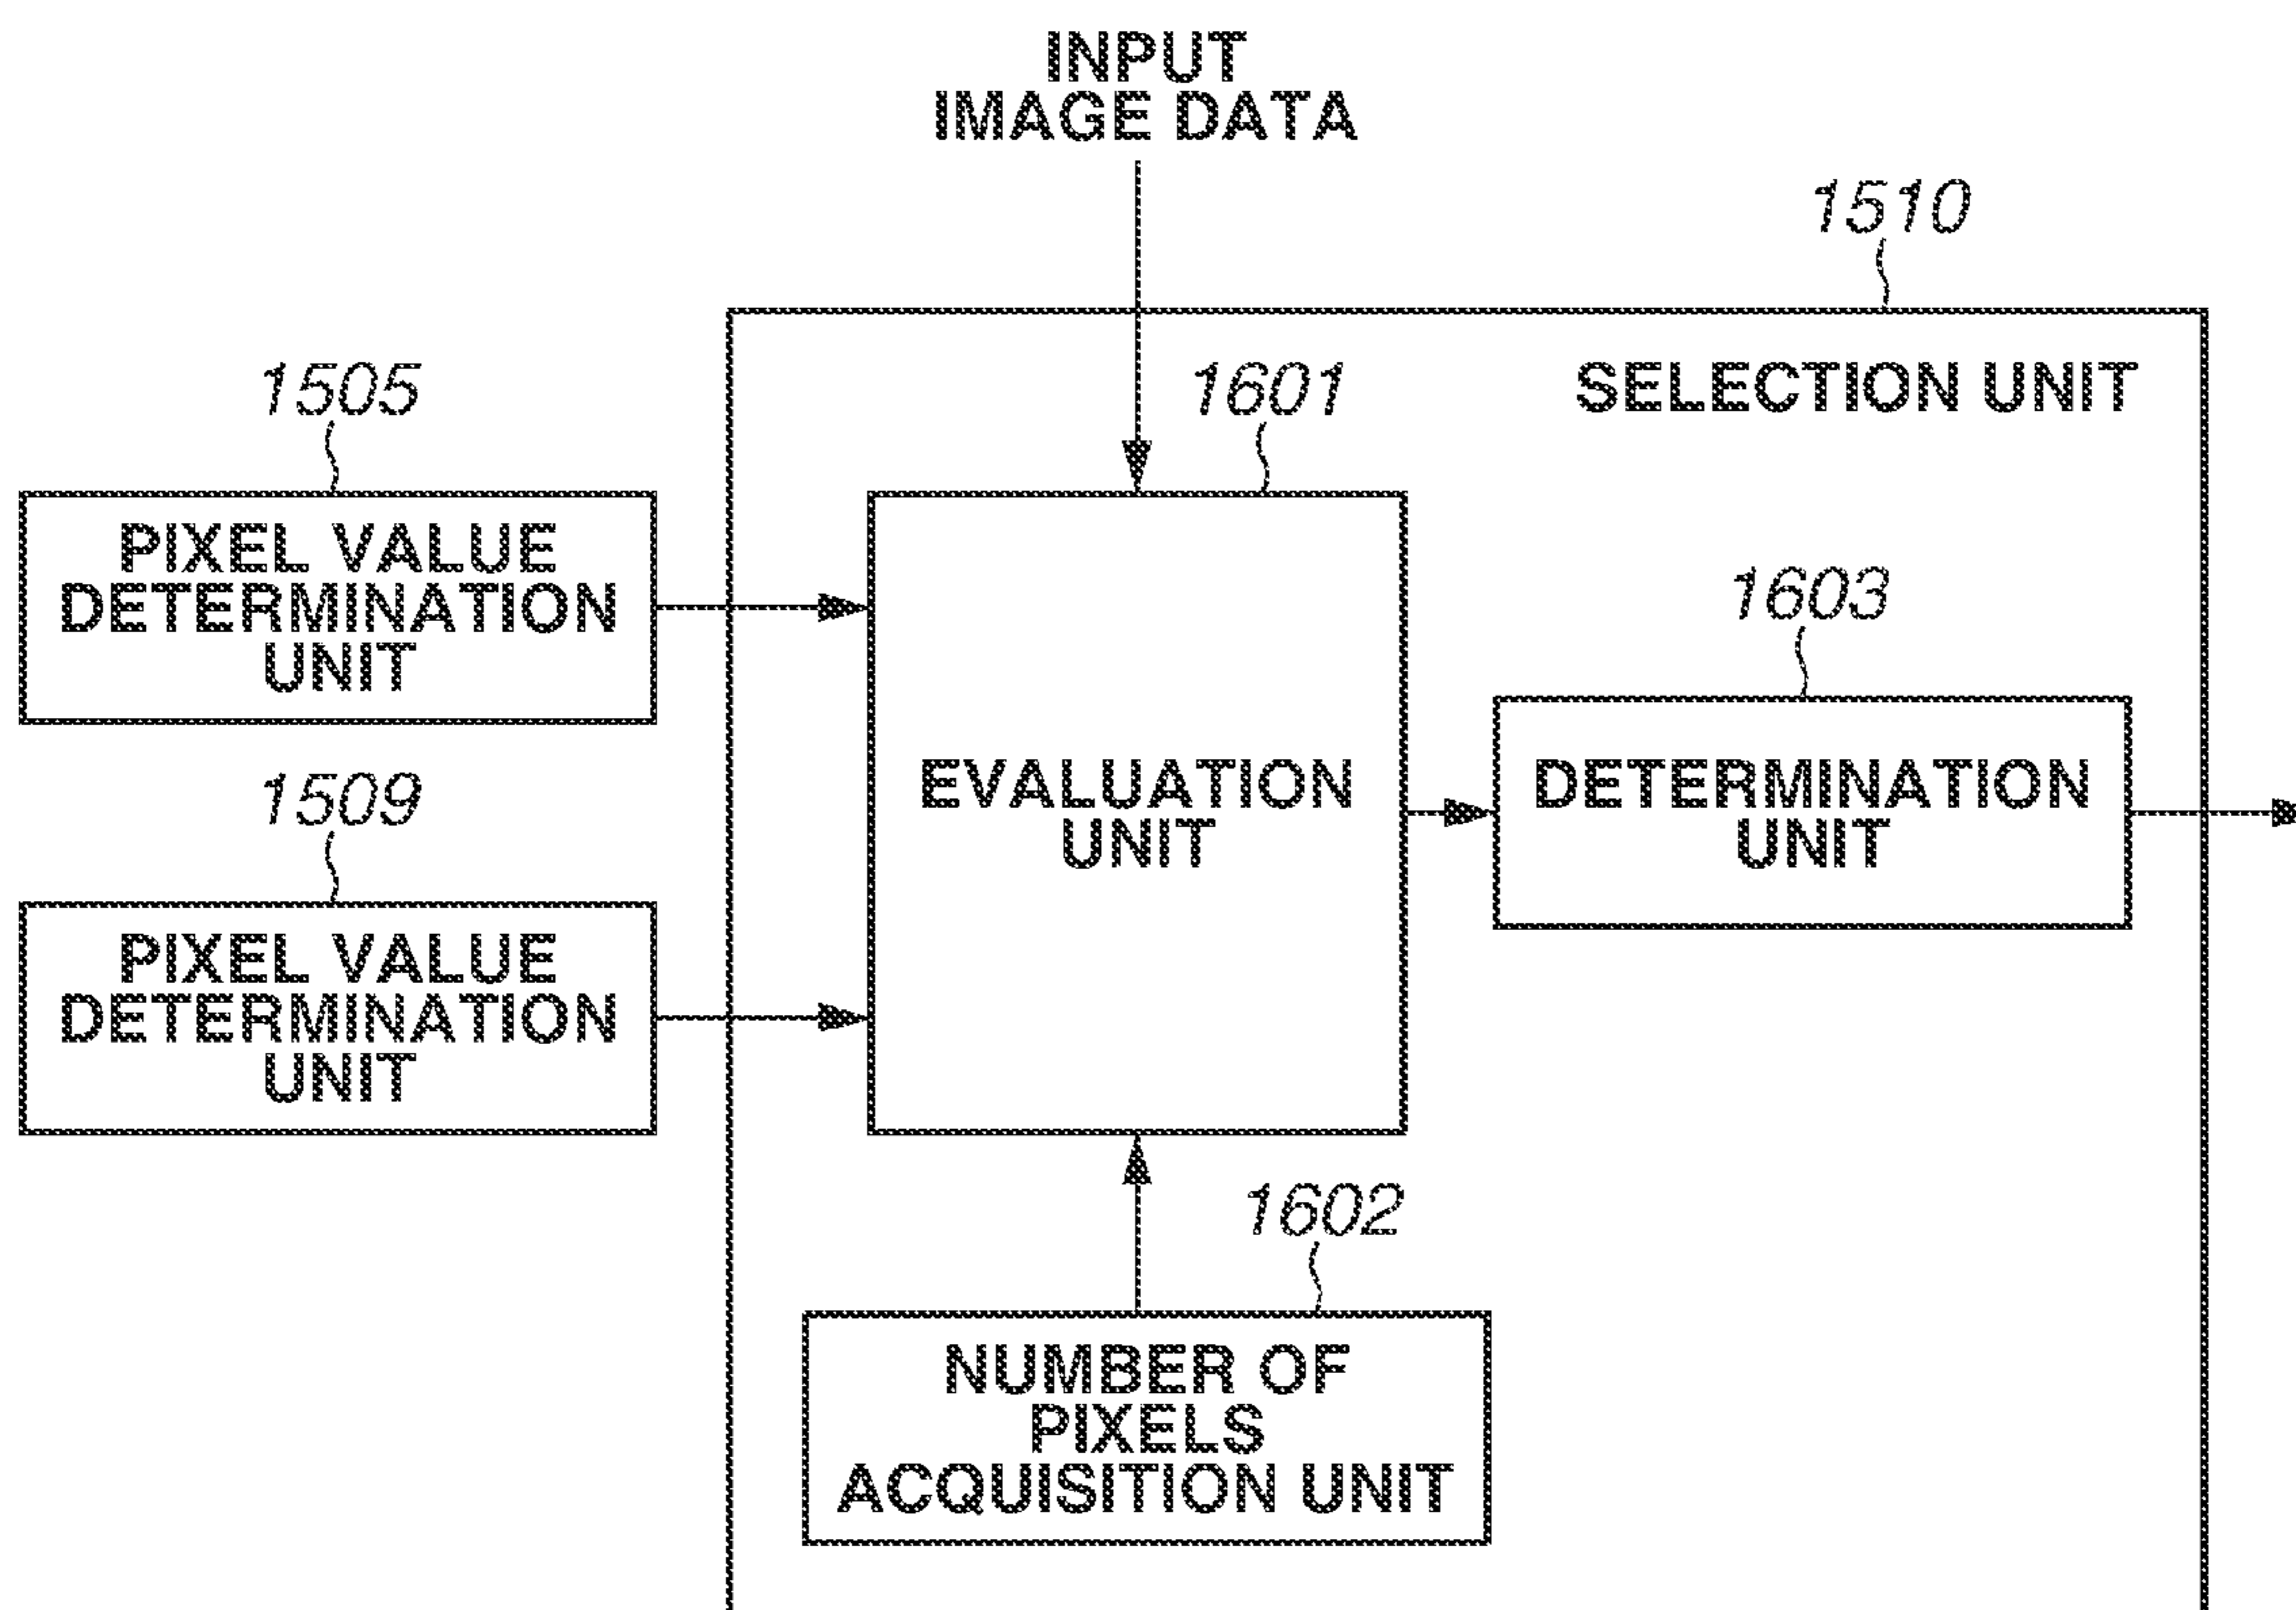 INPUT
IMAGE DATA
1510
SELECTION UNIT
1505
PIXEL VALUE
DETERMINATION
UNIT
1601
EVALUATION
UNIT
1603
DETERMINATION
UNIT
1509
PIXEL VALUE
DETERMINATION
UNIT
1602
NUMBER OF
PIXELS
ACQUISITION UNIT